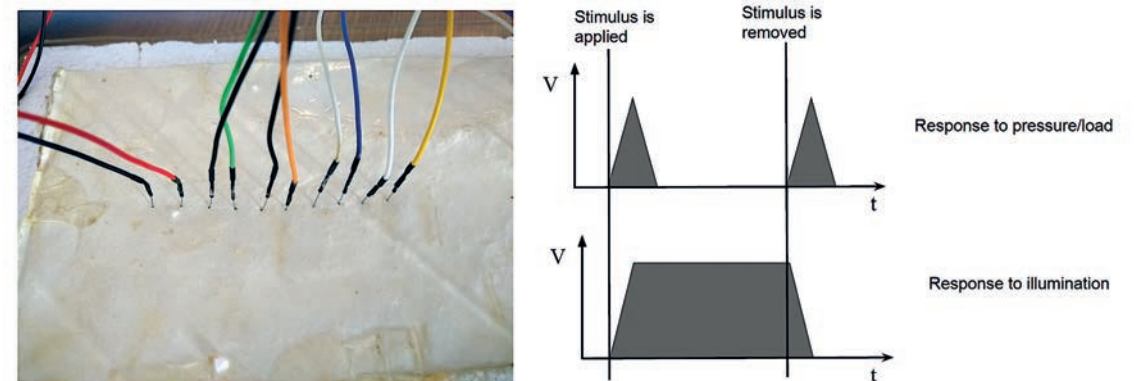 Stimulus is
applied
Stimulus is
removed
V
t
Response to pressure/load
V
t
Response to illumination